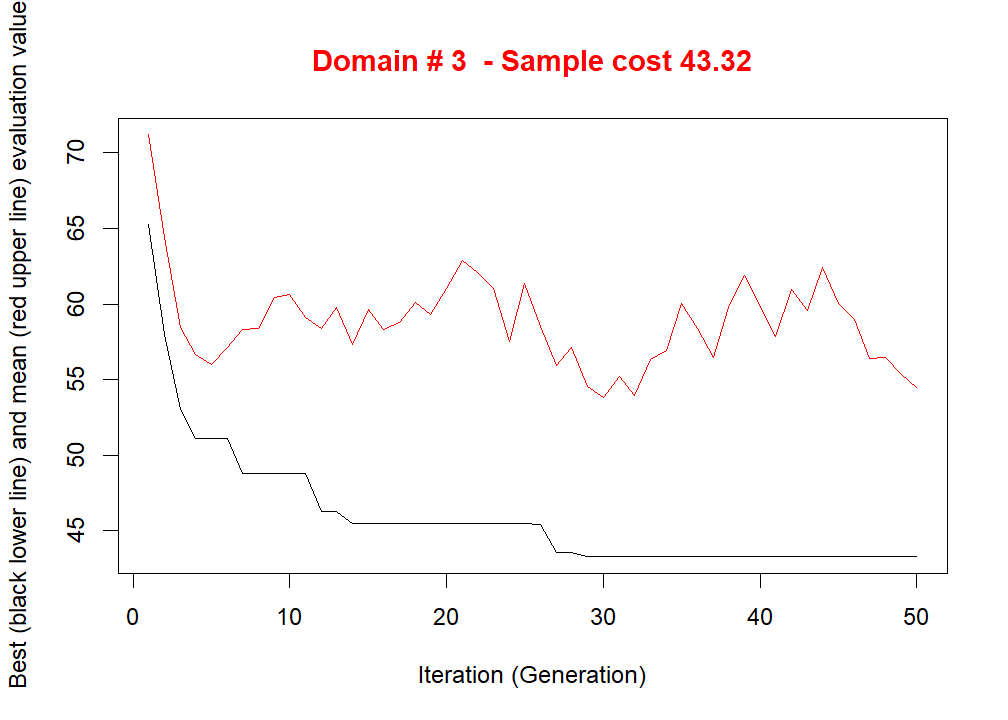 Domain # 3  - Sample cost 43.32
Best (black lower line) and mean (red upper line) evaluation value
70
65
60
55
50
45
0 10 20 30 40 50
Iteration (Generation)